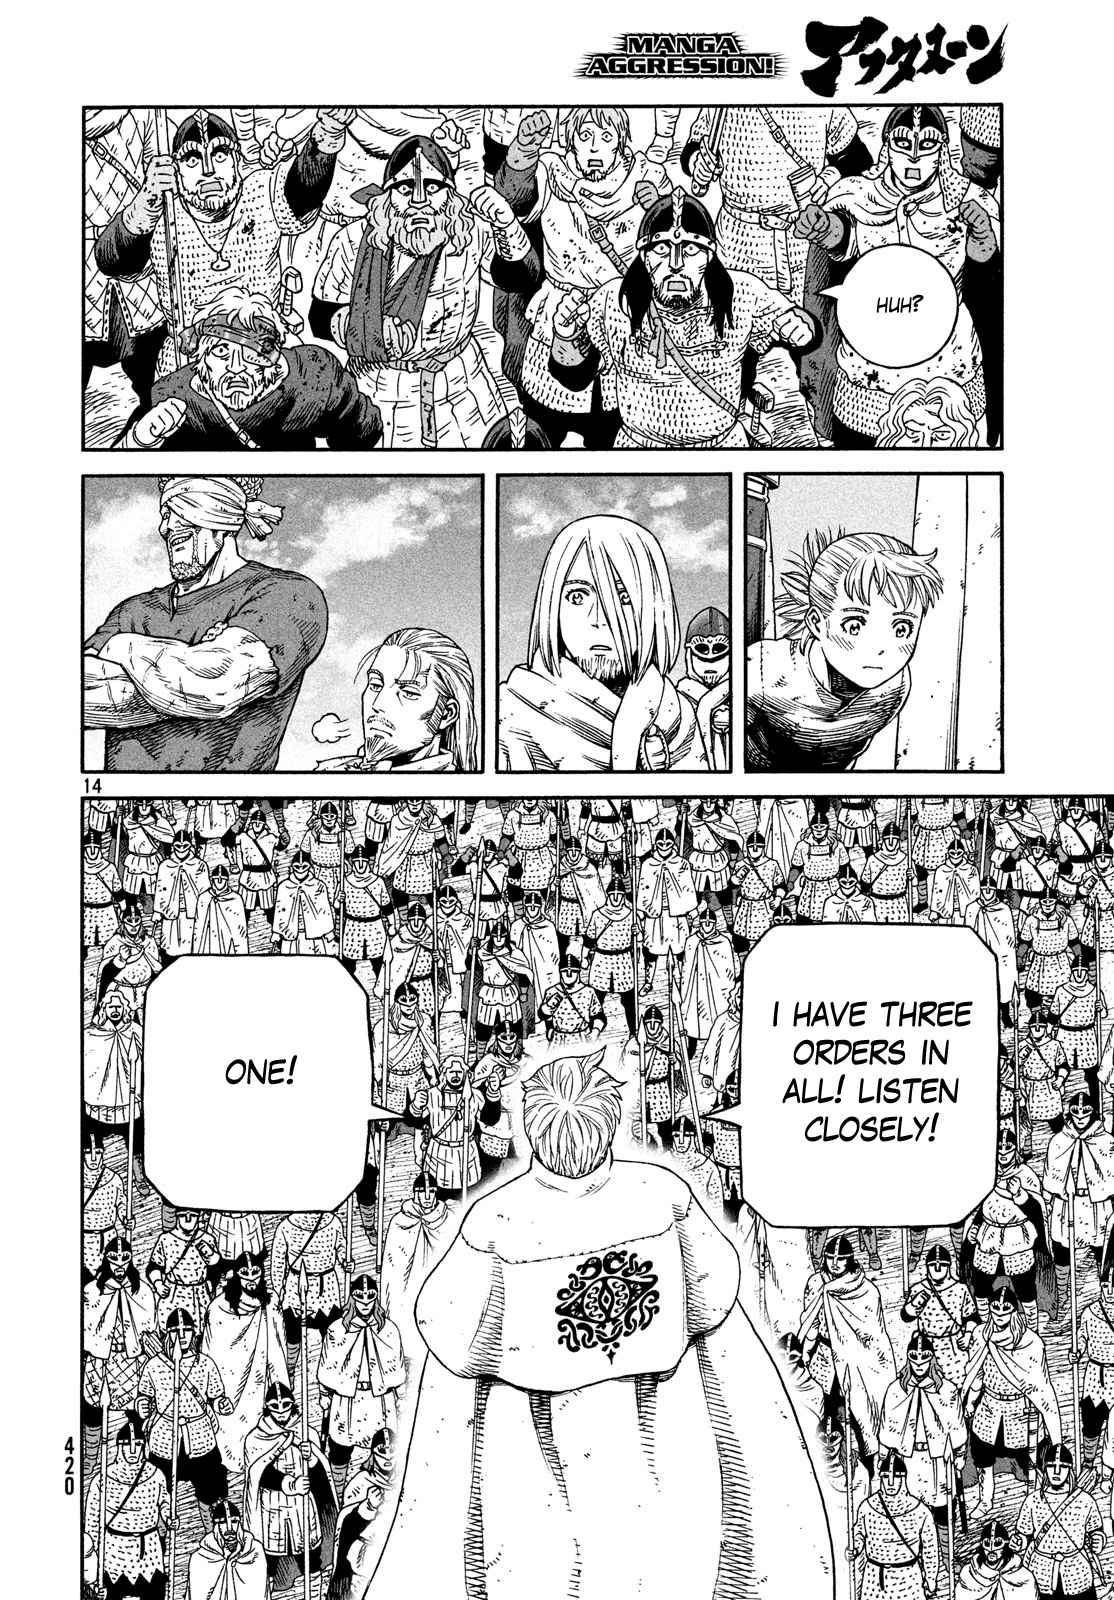 MANGA
AGGRESSION!
アフタヌーン
HUH?
14
I HAVE THREE
ORDERS IN
ALL! LISTEN
CLOSELY!
ONE!
420